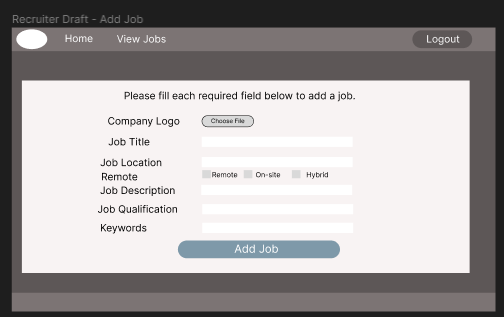 Recruiter Draft - Add Job
Home View Jobs Logout
Please fill each required field below to add a job.
Company Logo Choose File
Job Title
Job Location
Remote Remote On-site Hybrid
Job Description
Job Qualification
Keywords
Add Job